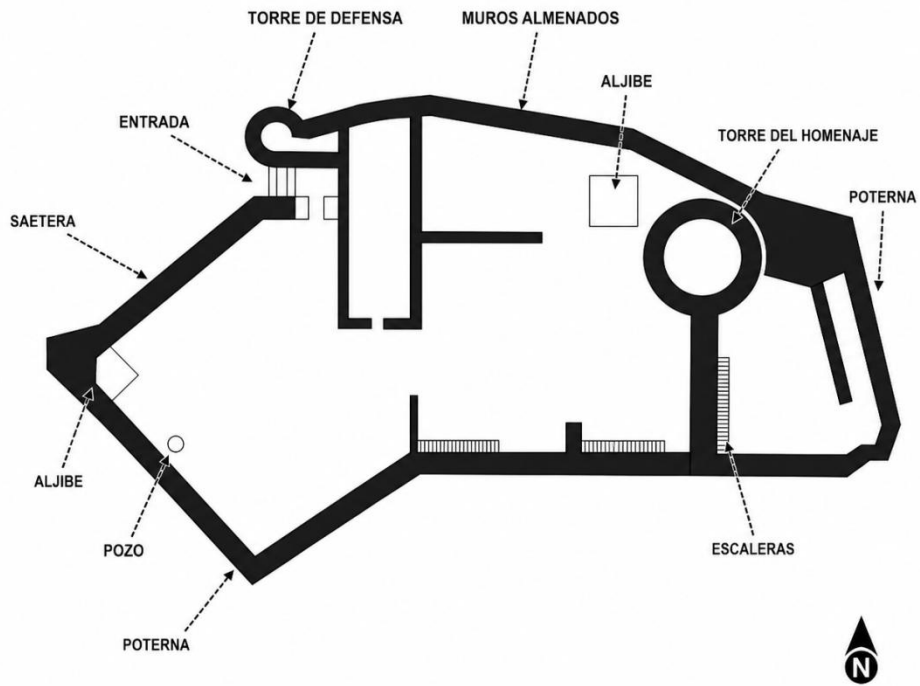 TORRE DE DEFENSA
MUROS ALMENADOS
ALJIBE
ENTRADA
TORRE DEL HOMENAJE
POTERNA
SAETERA
ALJIBE
POZO
ESCALERAS
POTERNA
N